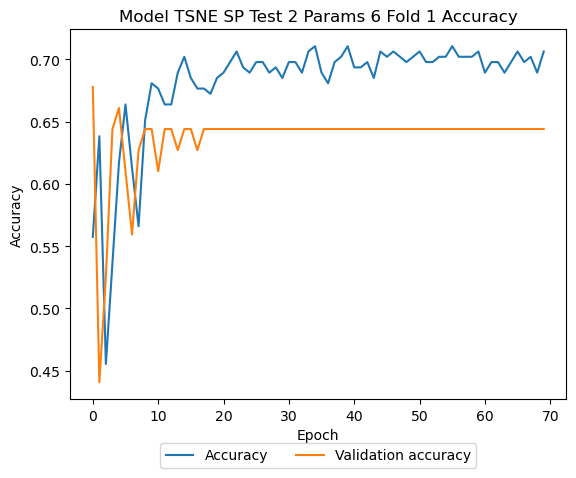 Model TSNE SP Test 2 Params 6 Fold 1 Accuracy
0.70
0.65
0.60
0.55
0.50
0.45
Accuracy
0 10 20 30 40 50 60 70
Epoch
Accuracy Validation accuracy